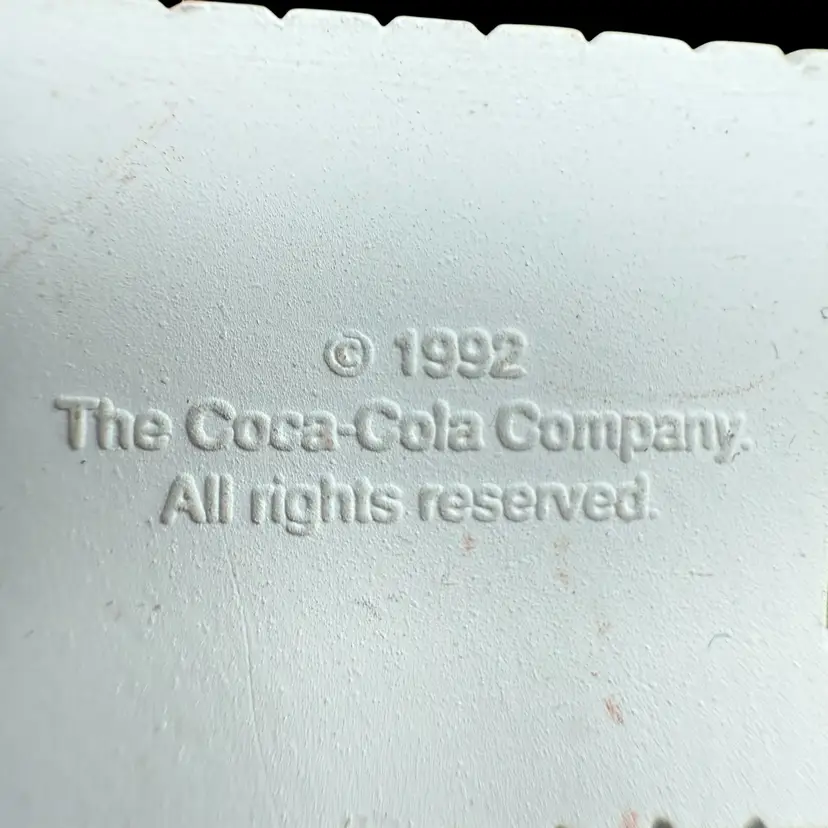 © 1992
The Coca-Cola Company.
All rights reserved.